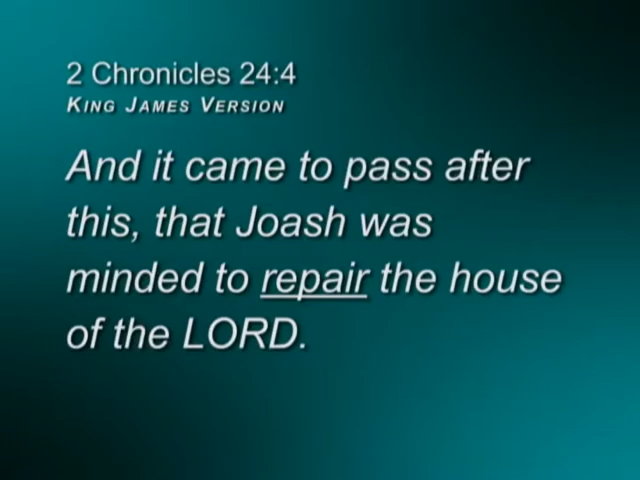 2 Chronicles 24:4
KING JAMES VERSION
And it came to pass after
this, that Joash was
minded to repair the house
of the LORD.